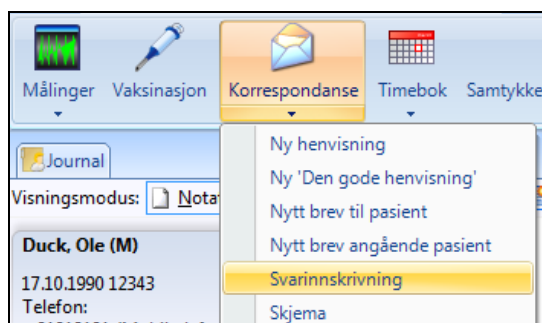 Målinger Vaksinasjon Korrespondanse Timebok Samtykke
Journal
Visningsmodus: Nota
Ny henvisning
Ny 'Den gode henvisning'
Nytt brev til pasient
Nytt brev angående pasient
Svarinnskrivning
Skjema
Duck, Ole (M)
17.10.1990 12343
Telefon: